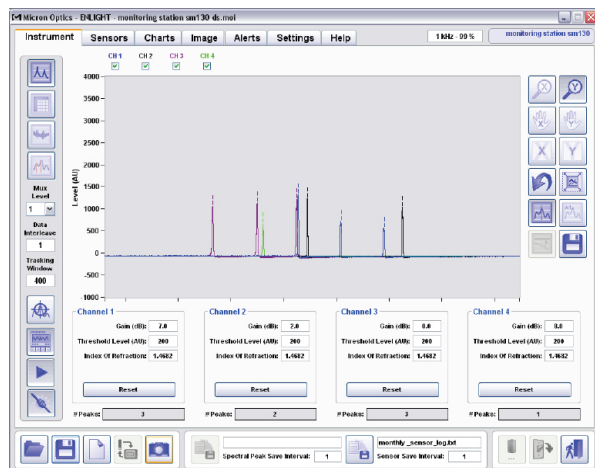 Micron Optics - ENLIGHT - monitoring station sm130 ds.moi
Instrument Sensors Charts Image Alerts Settings Help 1 kHz - 99 % monitoring station sm130
CH 1 CH 2 CH 3 CH 4
4000
3500
3000
2500
2000
1500
1000
500
0
-500
-1000
Level (AU)
Mux
Level
1
Data
Interleave
1
Tracking
Window
400
X Y
X Y
X Y
Channel 1 Channel 2 Channel 3 Channel 4
Gain (dB): 7.0 Gain (dB): 2.0 Gain (dB): 8.0 Gain (dB): 8.0
Threshold Level (AU): 200 Threshold Level (AU): 200 Threshold Level (AU): 200 Threshold Level (AU): 200
Index Of Refraction: 1.4682 Index Of Refraction: 1.4682 Index Of Refraction: 1.4682 Index Of Refraction: 1.4682
Reset Reset Reset Reset
# Peaks: 3 # Peaks: 2 # Peaks: 3 # Peaks: 1
monthly _sensor_log.txt
Spectral Peak Save Interval: 1 Sensor Save Interval: 1